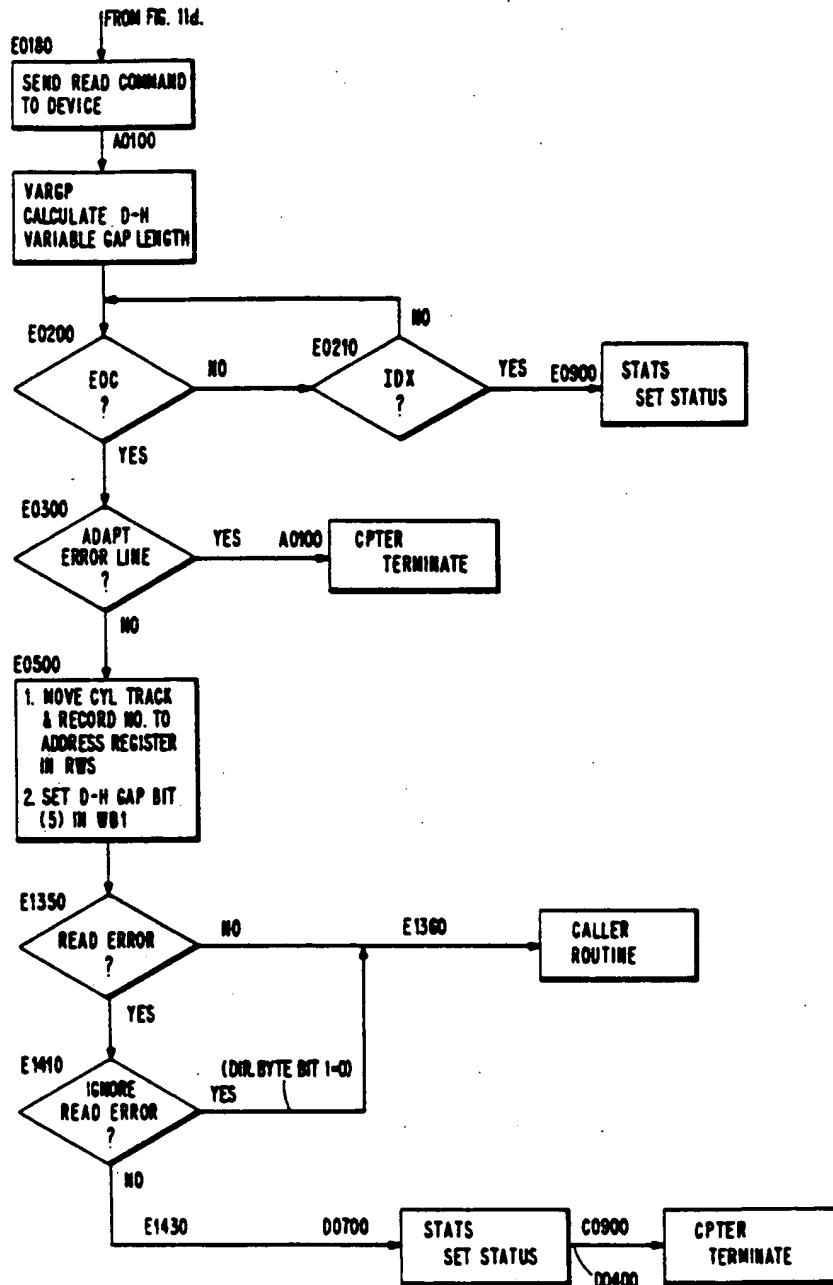 FROM FIG. 11d.
E0180
SEND READ COMMAND
TO DEVICE
A0100
VARGP
CALCULATE D-H
VARIABLE GAP LENGTH
NO
E0200
E0210
EOC
?
NO
IDX
?
YES
E0900
STATS
SET STATUS
YES
E0300
ADAPT
ERROR LINE
?
YES
A0100
CPTER
TERMINATE
NO
E0500
1. MOVE CYL TRACK
& RECORD NO. TO
ADDRESS REGISTER
IN RWS
2. SET D-H GAP BIT
(5) IN WB1
E1350
READ ERROR
?
NO
E1360
CALLER
ROUTINE
YES
E1410
IGNORE
READ ERROR
?
YES
(DIR. BYTE BIT 1=0)
NO
E1430
D0700
STATS
SET STATUS
C0900
D0400
CPTER
TERMINATE